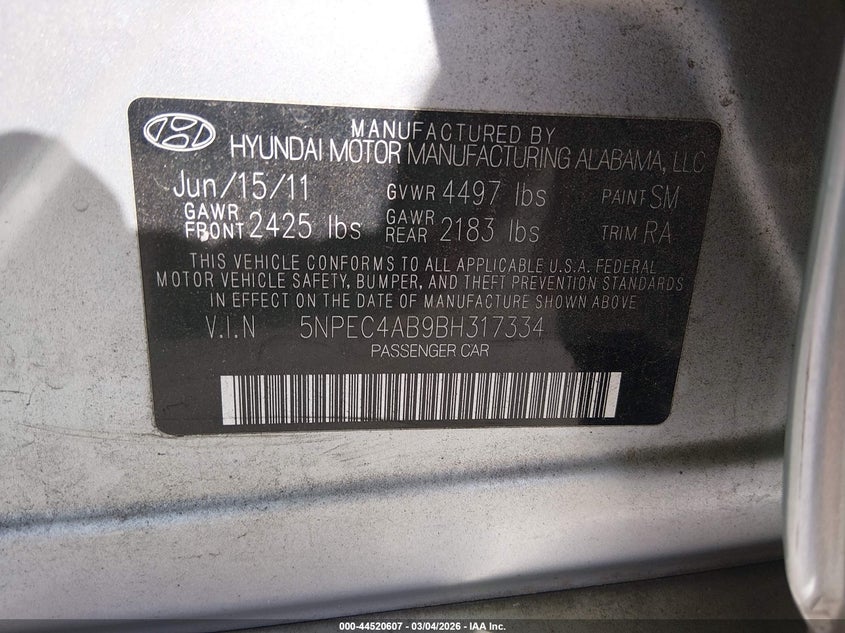 MANUFACTURED BY
HYUNDAI MOTOR MANUFACTURING ALABAMA, LLC
Jun/15/11 GVWR 4497 lbs PAINT SM
GAWR FRONT 2425 lbs GAWR REAR 2183 lbs TRIM RA
THIS VEHICLE CONFORMS TO ALL APPLICABLE U.S.A. FEDERAL
MOTOR VEHICLE SAFETY, BUMPER, AND THEFT PREVENTION STANDARDS
IN EFFECT ON THE DATE OF MANUFACTURE SHOWN ABOVE.
V.I.N 5NPEC4AB9BH317334
PASSENGER CAR
000-44520607 - 03/04/2026 - IAA Inc.